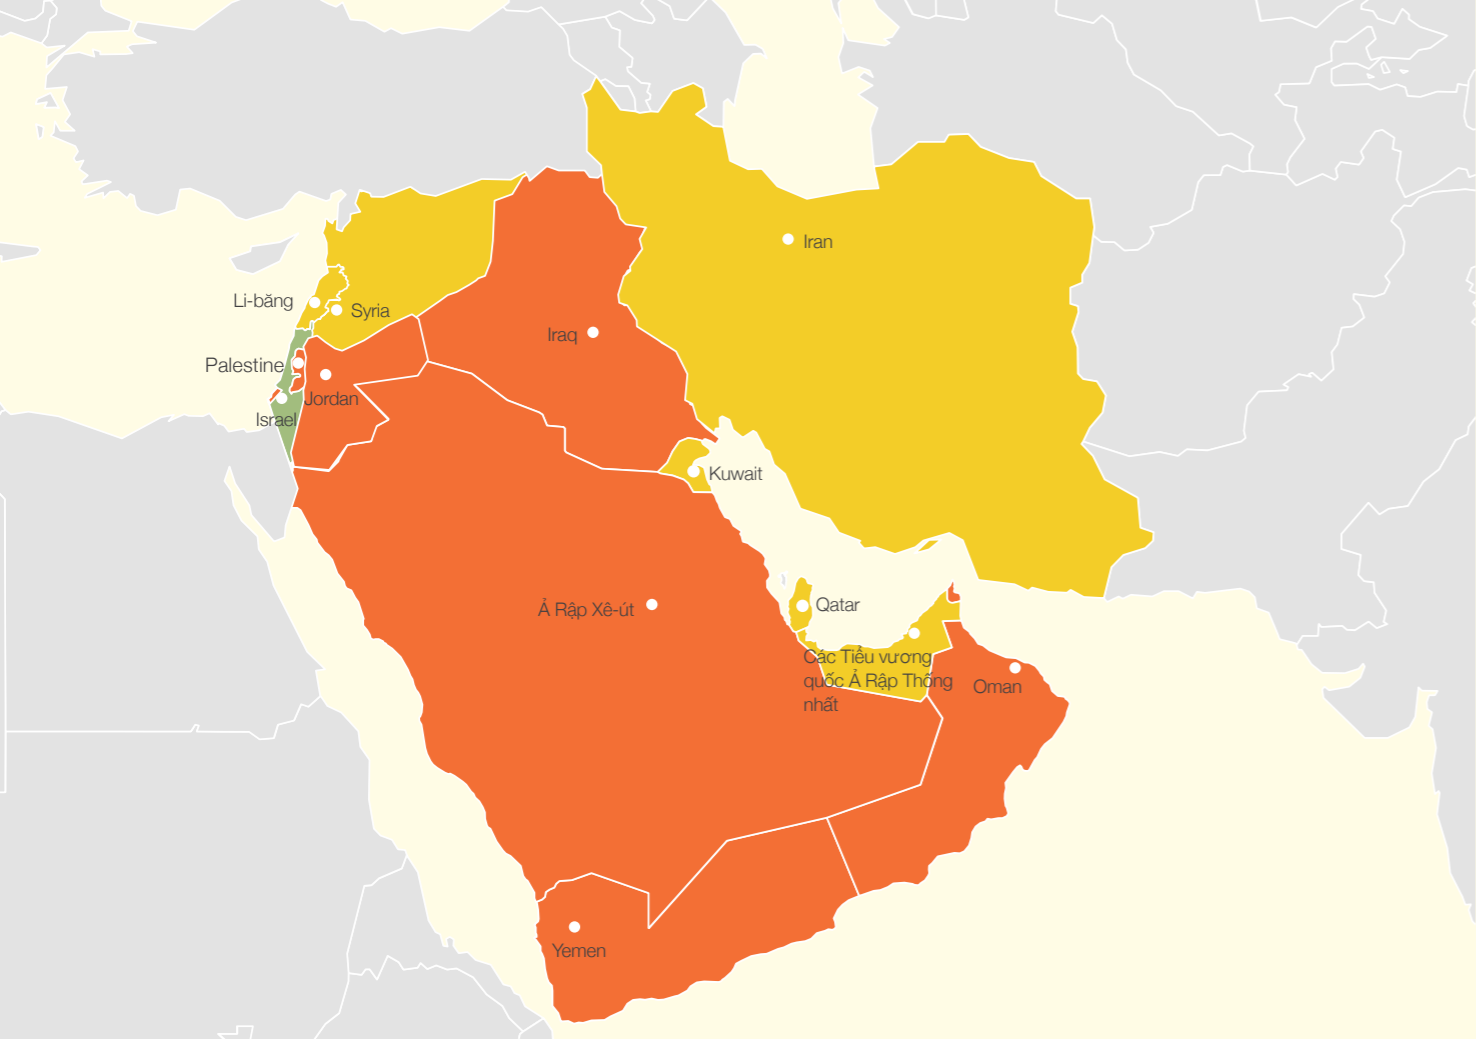 Iran
Li-băng
Syria
Iraq
Palestine
Jordan
Israel
Kuwait
Ả Rập Xê-út
Qatar
Các Tiểu vương
quốc Ả Rập Thống
nhất
Oman
Yemen